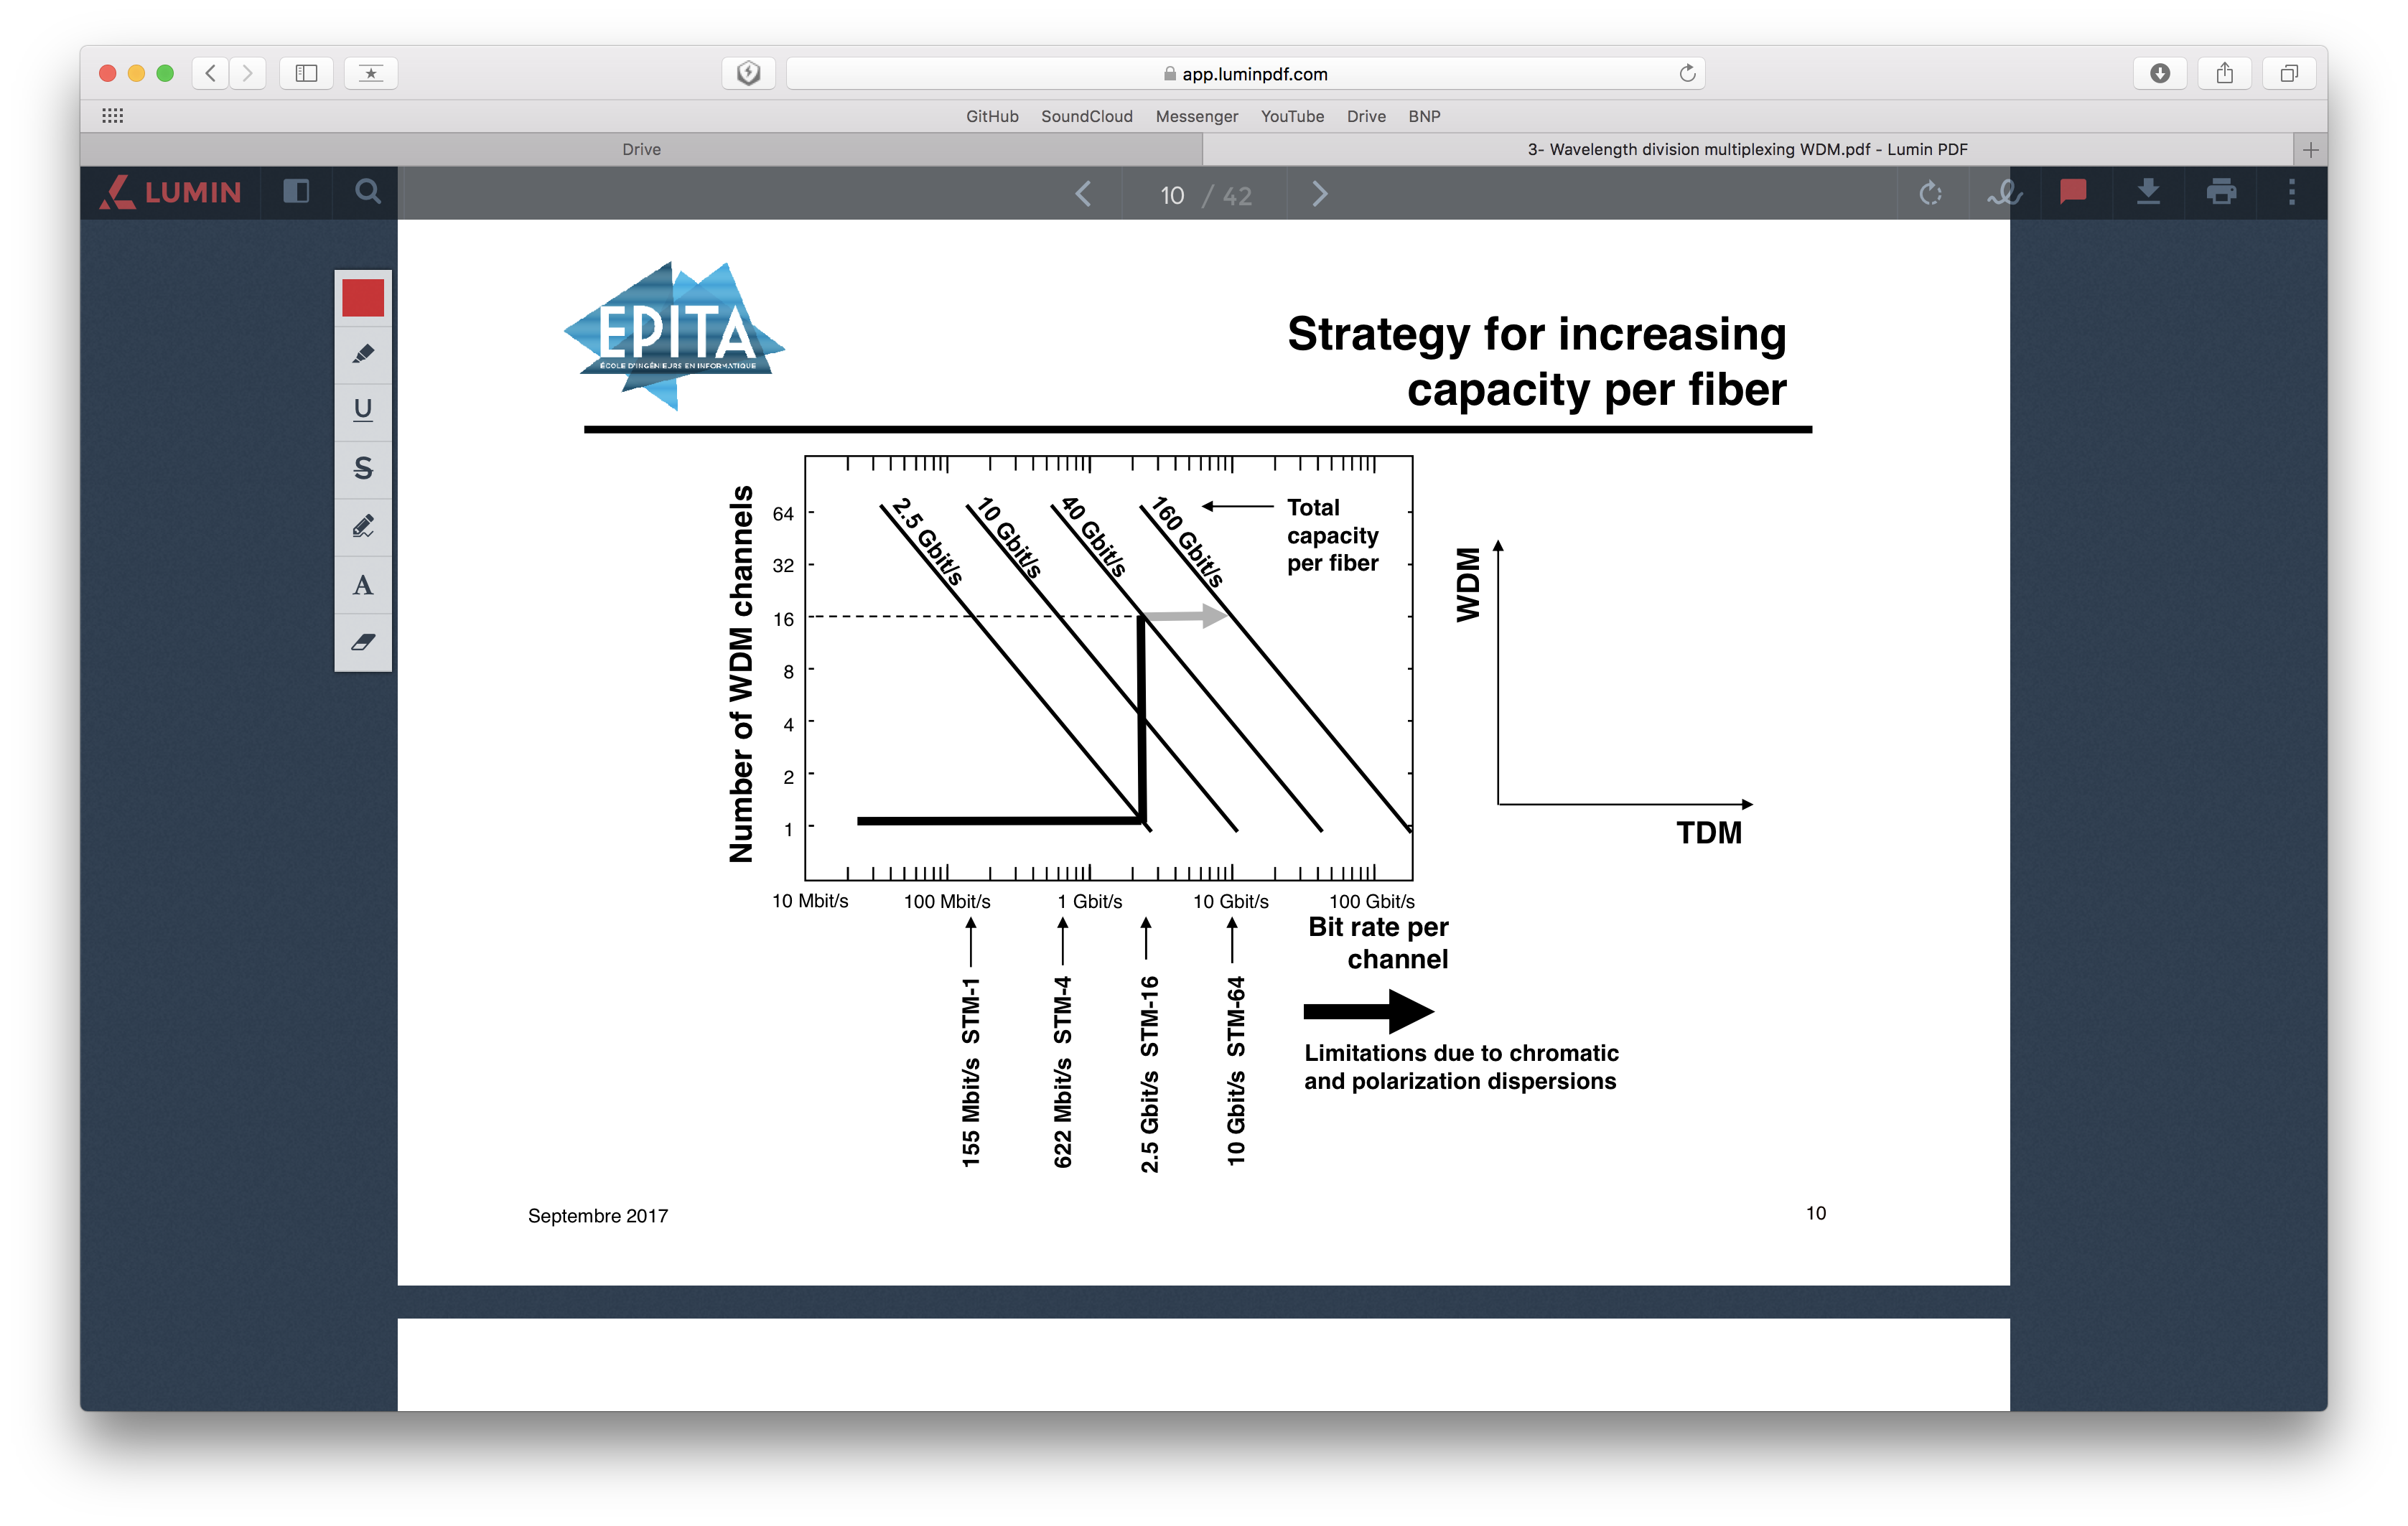 app.luminpdf.com
GitHub SoundCloud Messenger YouTube Drive BNP
Drive
3- Wavelength division multiplexing WDM.pdf - Lumin PDF
LUMIN
10 / 42
U
S
A
EPITA
ÉCOLE D'INGÉNIEURS EN INFORMATIQUE
Strategy for increasing
capacity per fiber
Number of WDM channels
64
32
16
8
4
2
1
2.5 Gbit/s
10 Gbit/s
40 Gbit/s
160 Gbit/s
Total
capacity
per fiber
WDM
TDM
10 Mbit/s 100 Mbit/s 1 Gbit/s 10 Gbit/s 100 Gbit/s
Bit rate per
channel
155 Mbit/s STM-1
622 Mbit/s STM-4
2.5 Gbit/s STM-16
10 Gbit/s STM-64
Limitations due to chromatic
and polarization dispersions
Septembre 2017
10